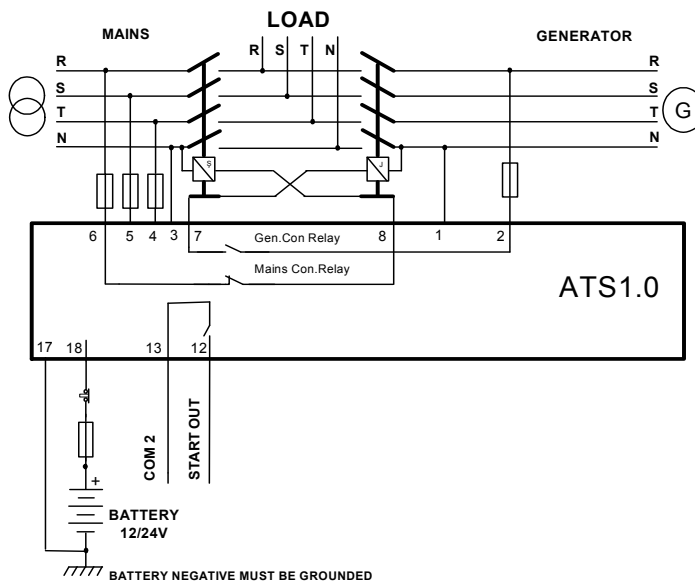 LOAD
MAINS
GENERATOR
R S T N
R
S
T
N
R
S
T
N
G
Ş
J
6 5 4 3 7 8 1 2
Gen.Con Relay
Mains Con.Relay
ATS1.0
17 18 13 12
COM 2
START OUT
+
BATTERY
12/24V
BATTERY NEGATIVE MUST BE GROUNDED